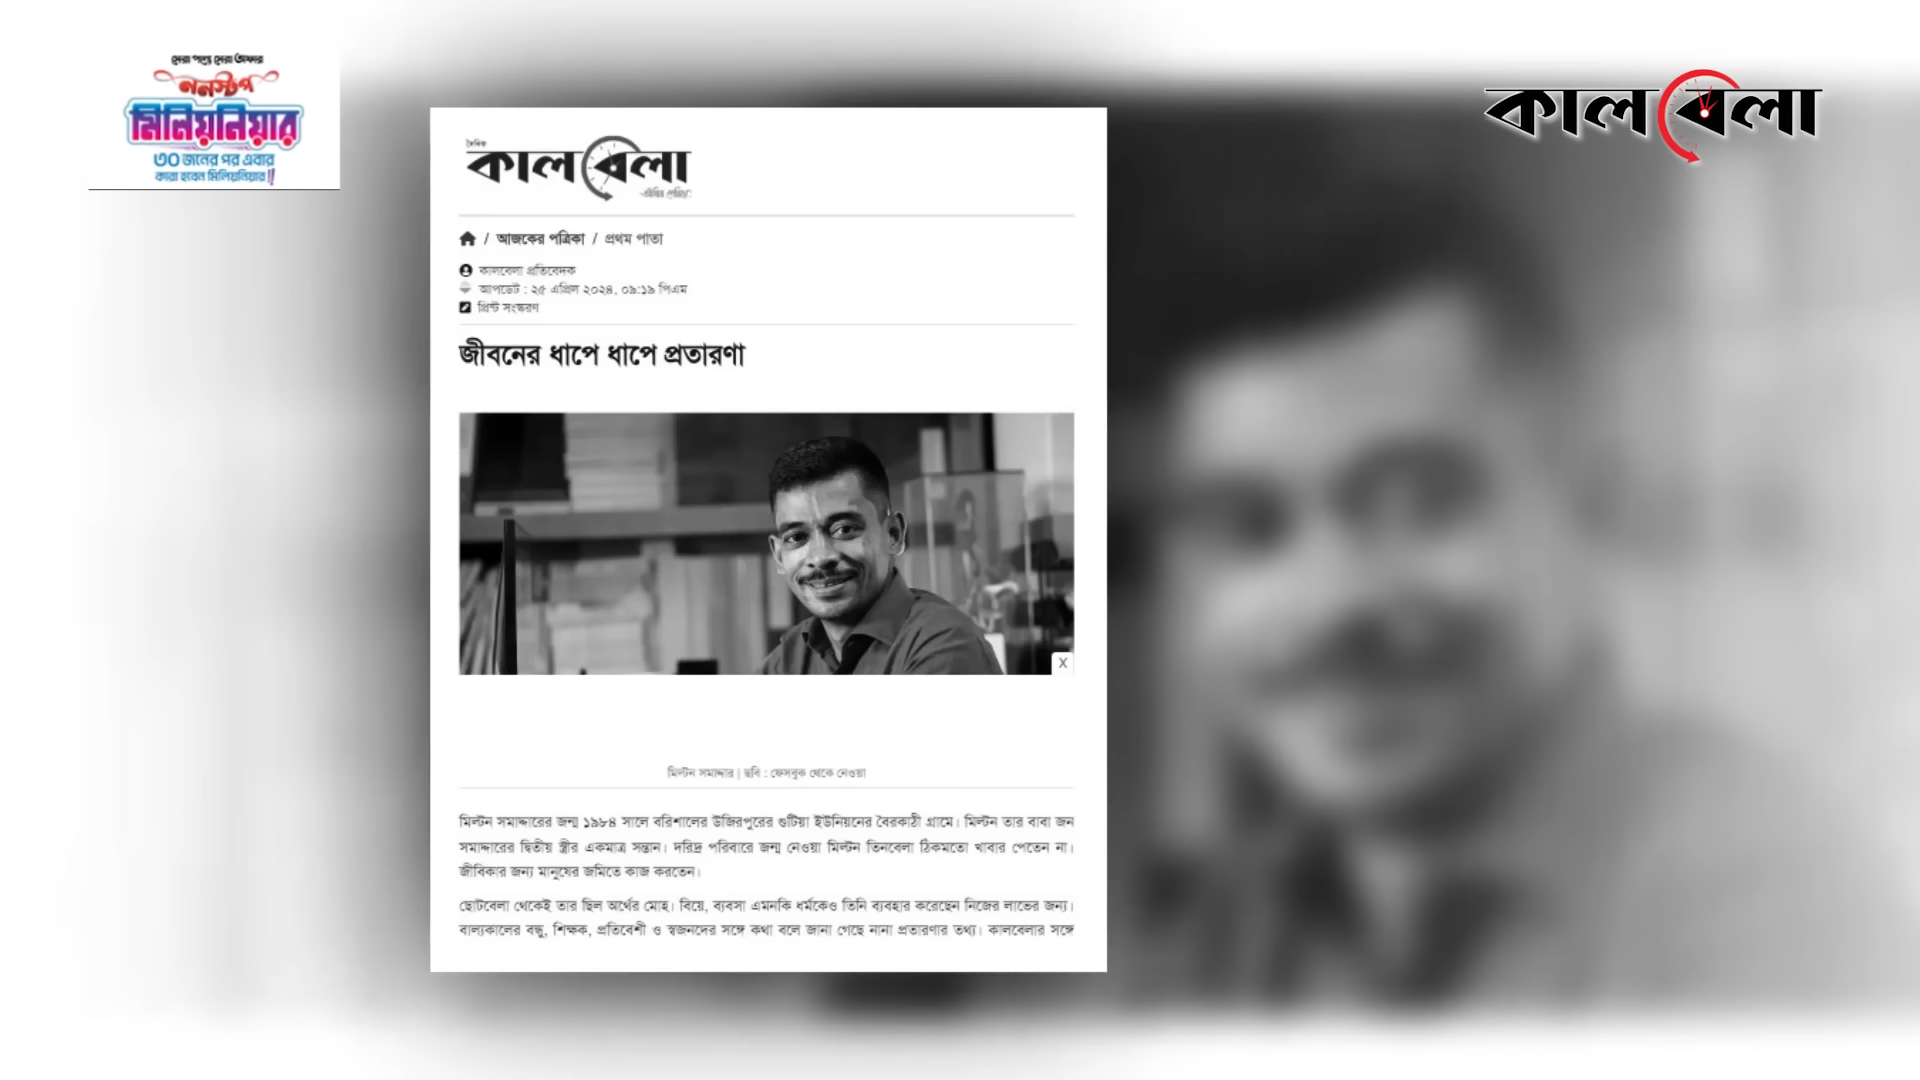 সেরা পণ্যে সেরা অফার
ননস্টপ
মিলিয়নিয়ার
৩০ জনের পর এবার
কারা হবেন মিলিয়নিয়ার!!
কালবেলা
দৈনিক
কালবেলা
/ আজকের পত্রিকা / প্রথম পাতা
কালবেলা প্রতিবেদক
আপডেট : ২৫ এপ্রিল ২০২৪, ০৯:১৯ পিএম
প্রিন্ট সংস্করণ
জীবনের ধাপে ধাপে প্রতারণা
X
মিল্টন সমাদ্দার | ছবি : ফেসবুক থেকে নেওয়া
মিল্টন সমাদ্দারের জন্ম ১৯৮৪ সালে বরিশালের উজিরপুরের গুটিয়া ইউনিয়নের বৈরকাঠী গ্রামে। মিল্টন তার বাবা জন
সমাদ্দারের দ্বিতীয় স্ত্রীর একমাত্র সন্তান। দরিদ্র পরিবারে জন্ম নেওয়া মিল্টন তিনবেলা ঠিকমতো খাবার পেতেন না।
জীবিকার জন্য মানুষের জমিতে কাজ করতেন।
ছোটবেলা থেকেই তার ছিল অর্থের মোহ। বিয়ে, ব্যবসা এমনকি ধর্মকেও তিনি ব্যবহার করেছেন নিজের লাভের জন্য।
বাল্যকালের বন্ধু, শিক্ষক, প্রতিবেশী ও স্বজনদের সঙ্গে কথা বলে জানা গেছে নানা প্রতারণার তথ্য। কালবেলার সঙ্গে